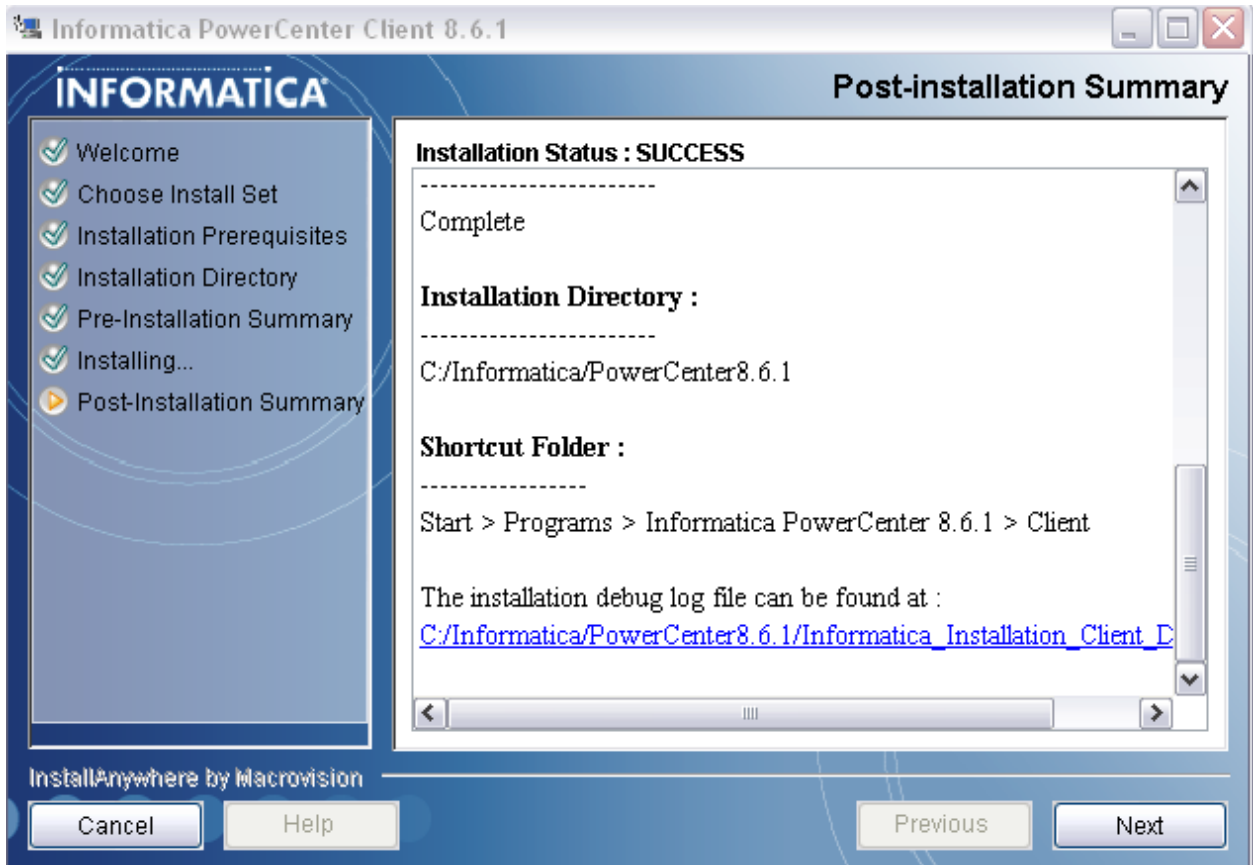 Informatica PowerCenter Client 8.6.1
INFORMATICA
Post-installation Summary
Welcome
Choose Install Set
Installation Prerequisites
Installation Directory
Pre-Installation Summary
Installing...
Post-Installation Summary
Installation Status : SUCCESS
------------------------
Complete
Installation Directory :
------------------------
C:/Informatica/PowerCenter8.6.1
Shortcut Folder :
-----------------
Start > Programs > Informatica PowerCenter 8.6.1 > Client
The installation debug log file can be found at :
C:/Informatica/PowerCenter8.6.1/Informatica_Installation_Client_D
InstallAnywhere by Macrovision
Cancel
Help
Previous
Next